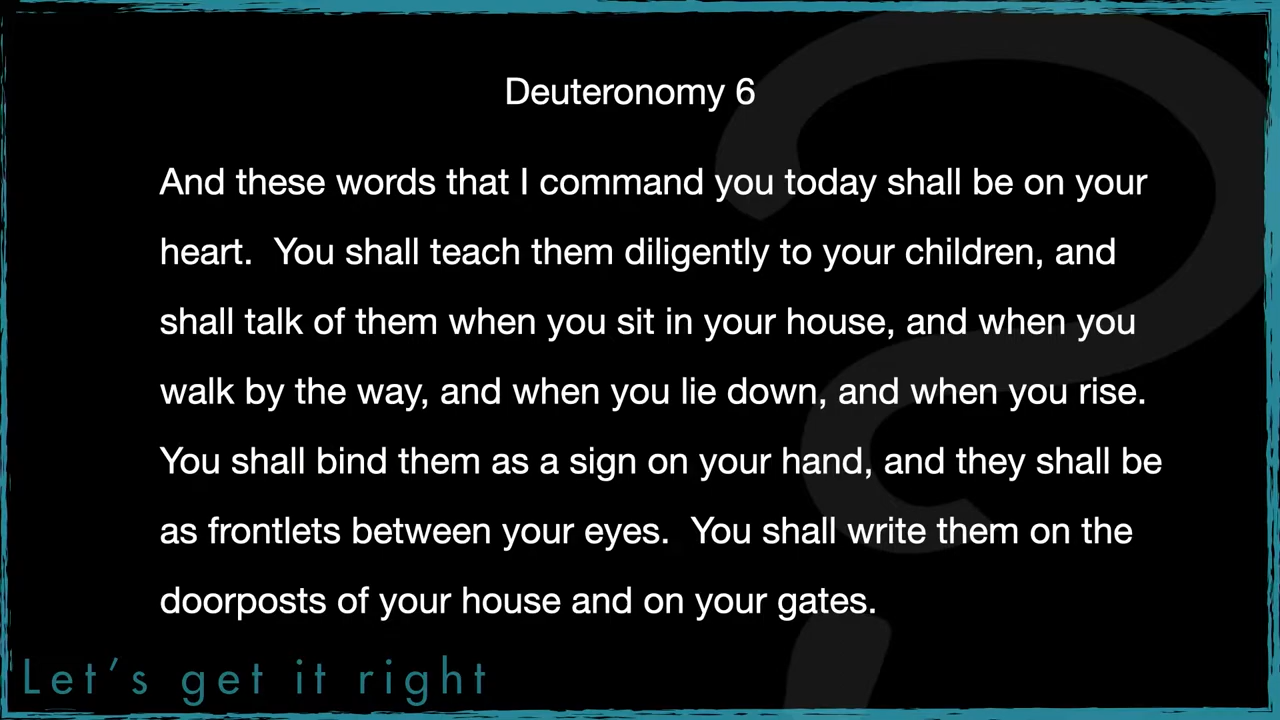 Deuteronomy 6
And these words that I command you today shall be on your
heart.  You shall teach them diligently to your children, and
shall talk of them when you sit in your house, and when you
walk by the way, and when you lie down, and when you rise.
You shall bind them as a sign on your hand, and they shall be
as frontlets between your eyes.  You shall write them on the
doorposts of your house and on your gates.
Let’s get it right